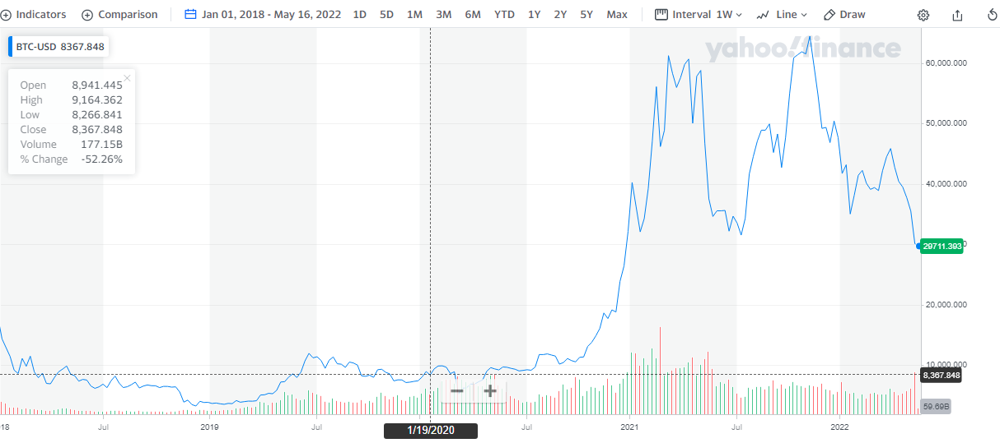 Indicators Comparison Jan 01, 2018 - May 16, 2022 1D 5D 1M 3M 6M YTD 1Y 2Y 5Y Max Interval 1W Line Draw
BTC-USD 8367.848
yahoo!finance
Open 8,941.445
High 9,164.362
Low 8,266.841
Close 8,367.848
Volume 177.15B
% Change -52.26%
60,000.000
50,000.000
40,000.000
29711.393
20,000.000
10,000.000
8,367.848
59.69B
Jul 2019 Jul Jul 2021 Jul 2022
1/19/2020